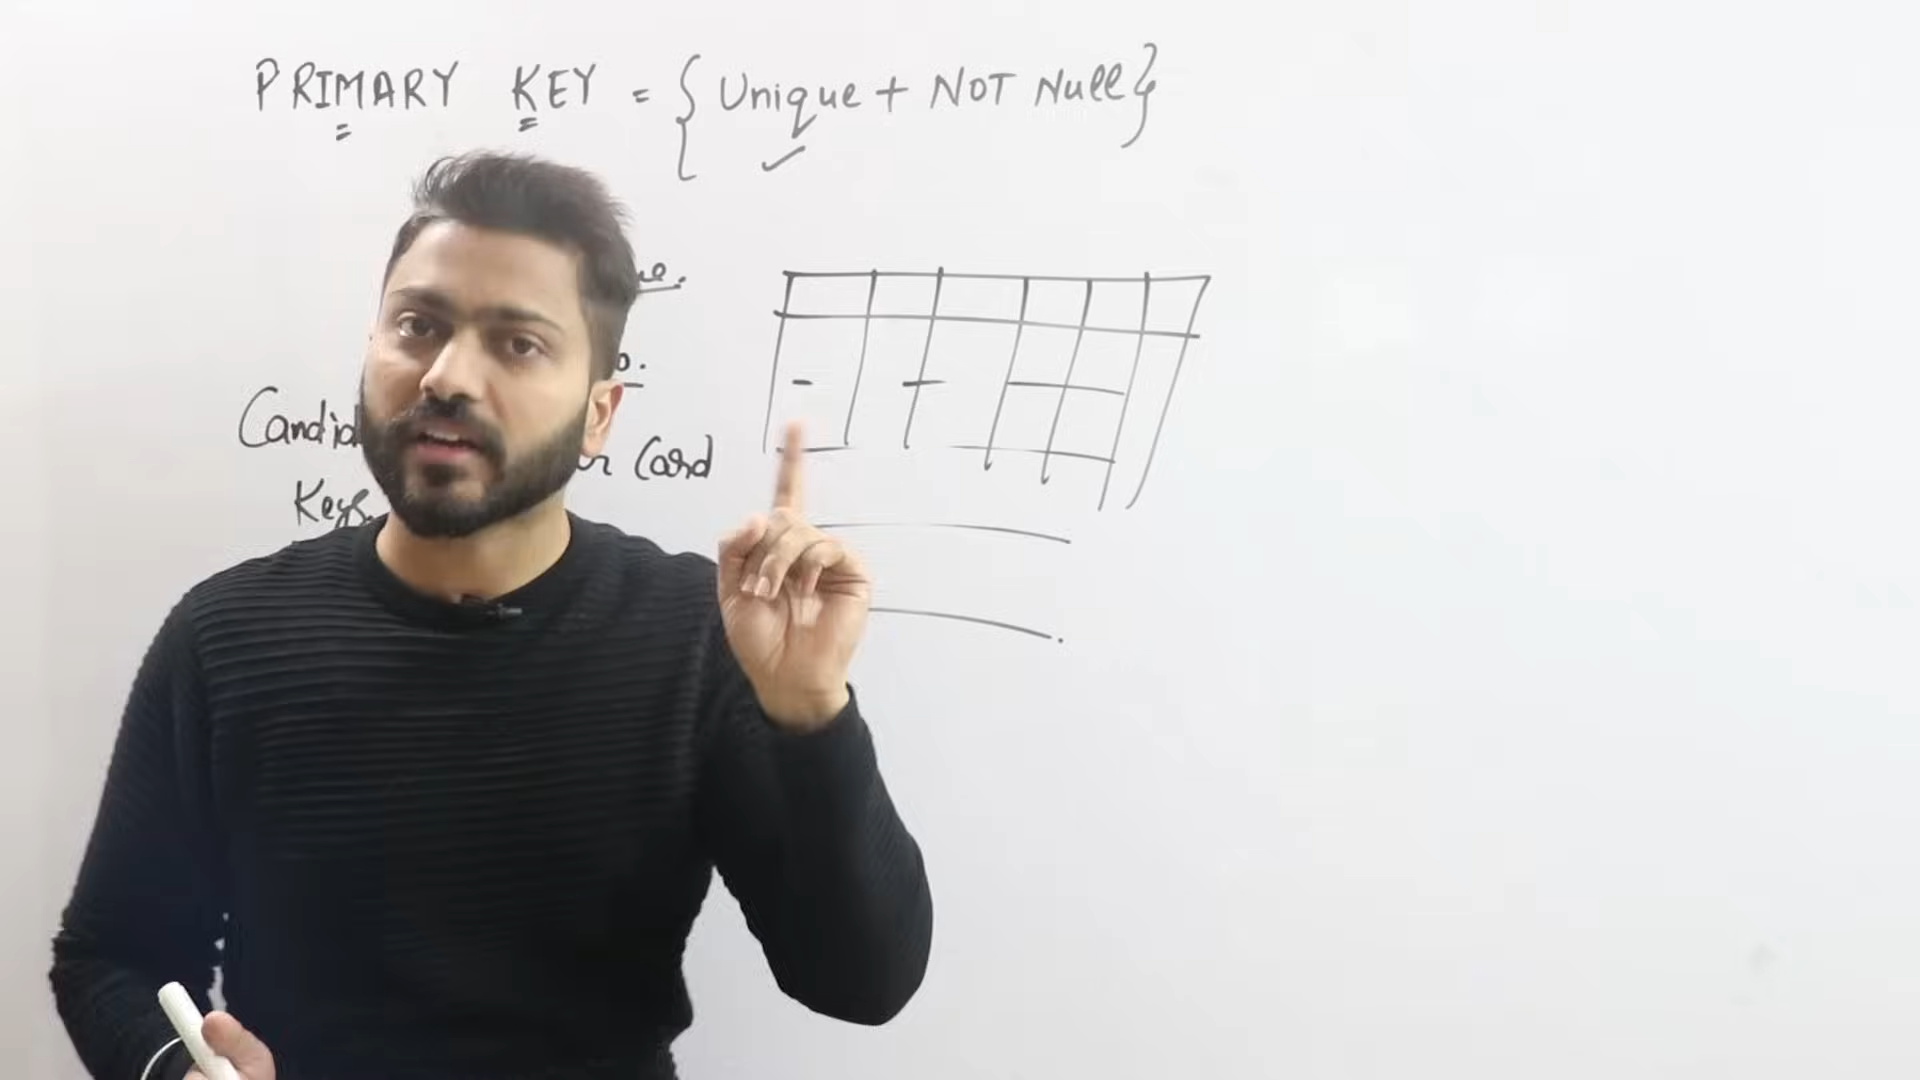 PRIMARY KEY = { Unique + NOT Null }
Candid
Card
Keys.